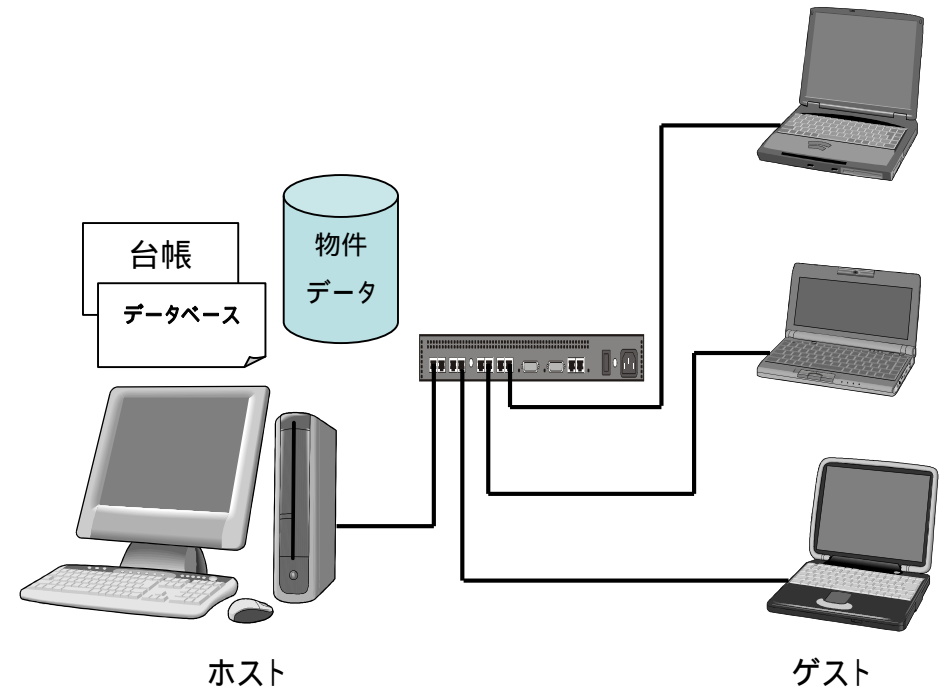 台帳
データベース
物件
データ
ホスト
ゲスト